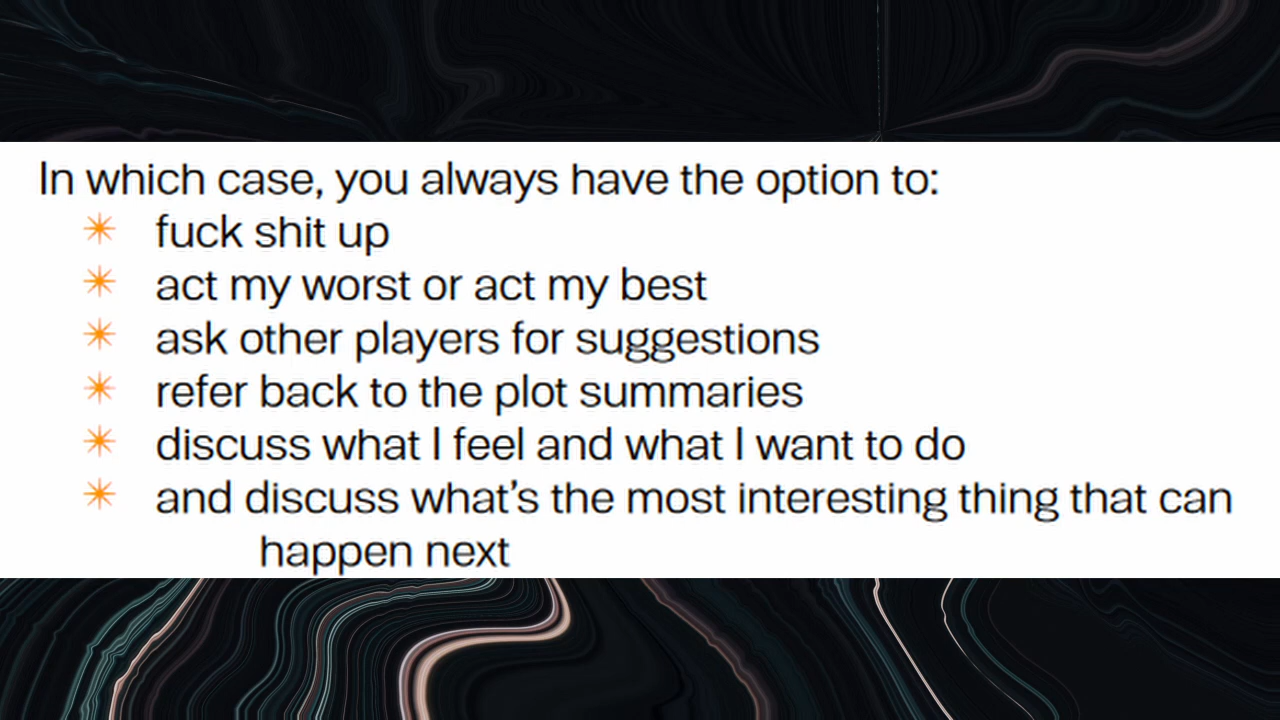 In which case, you always have the option to:
fuck shit up
act my worst or act my best
ask other players for suggestions
refer back to the plot summaries
discuss what I feel and what I want to do
and discuss what’s the most interesting thing that can
happen next